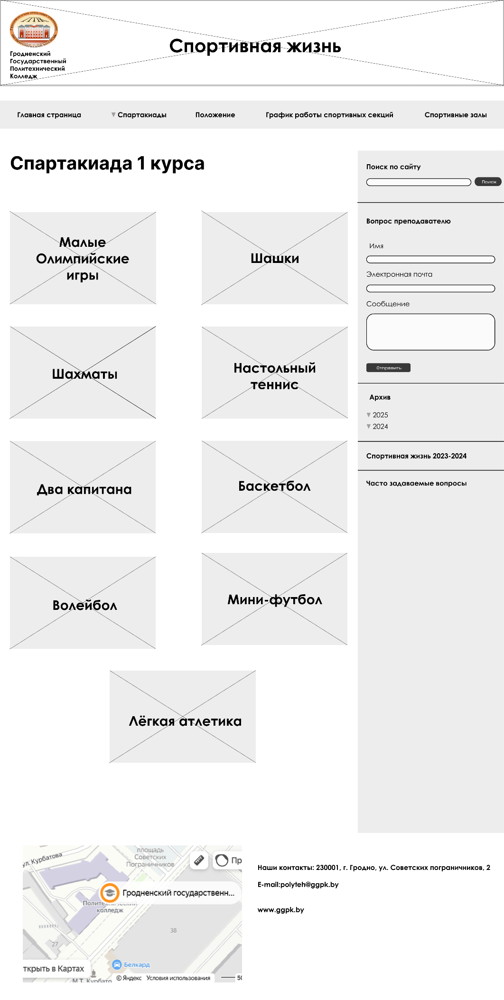 Гродненский
Государственный
Политехнический
Колледж
Спортивная жизнь
Главная страница
Спартакиады
Положение
График работы спортивных секций
Спортивные залы
Спартакиада 1 курса
Малые
Олимпийские
игры
Шашки
Шахматы
Настольный
теннис
Два капитана
Баскетбол
Волейбол
Мини-футбол
Лёгкая атлетика
Поиск по сайту
Поиск
Вопрос преподавателю
Имя
Электронная почта
Сообщение
Отправить
Архив
2025
2024
Спортивная жизнь 2023-2024
Часто задаваемые вопросы
ул. Курбатова
площадь
Советских
Пограничников
Пр
Гродненский государственн...
Политехнический
колледж
38
27
Белкард
ткрыть в Картах
М.Т. Курбато
© Яндекс Условия использования
50
Наши контакты: 230001, г. Гродно, ул. Советских пограничников, 2
E-mail:polyteh@ggpk.by
www.ggpk.by